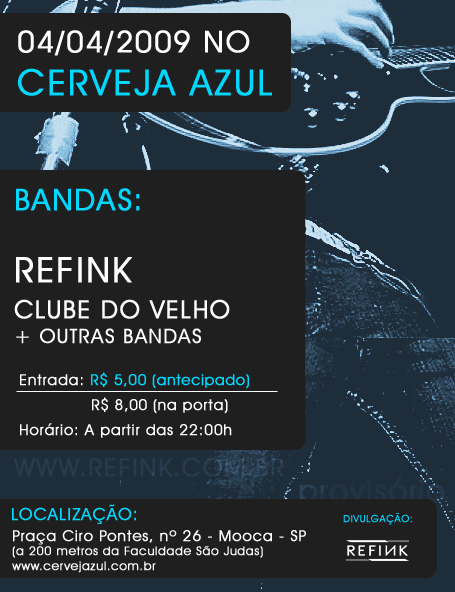 04/04/2009 NO
CERVEJA AZUL
BANDAS:
REFINK
CLUBE DO VELHO
+ OUTRAS BANDAS
Entrada: R$ 5,00 (antecipado)
R$ 8,00 (na porta)
Horário: A partir das 22:00h
WWW.REFINK.COM.BR
provisório
LOCALIZAÇÃO:
Praça Ciro Pontes, nº 26 - Mooca - SP
(a 200 metros da Faculdade São Judas)
www.cervejazul.com.br
DIVULGAÇÃO:
REFINK